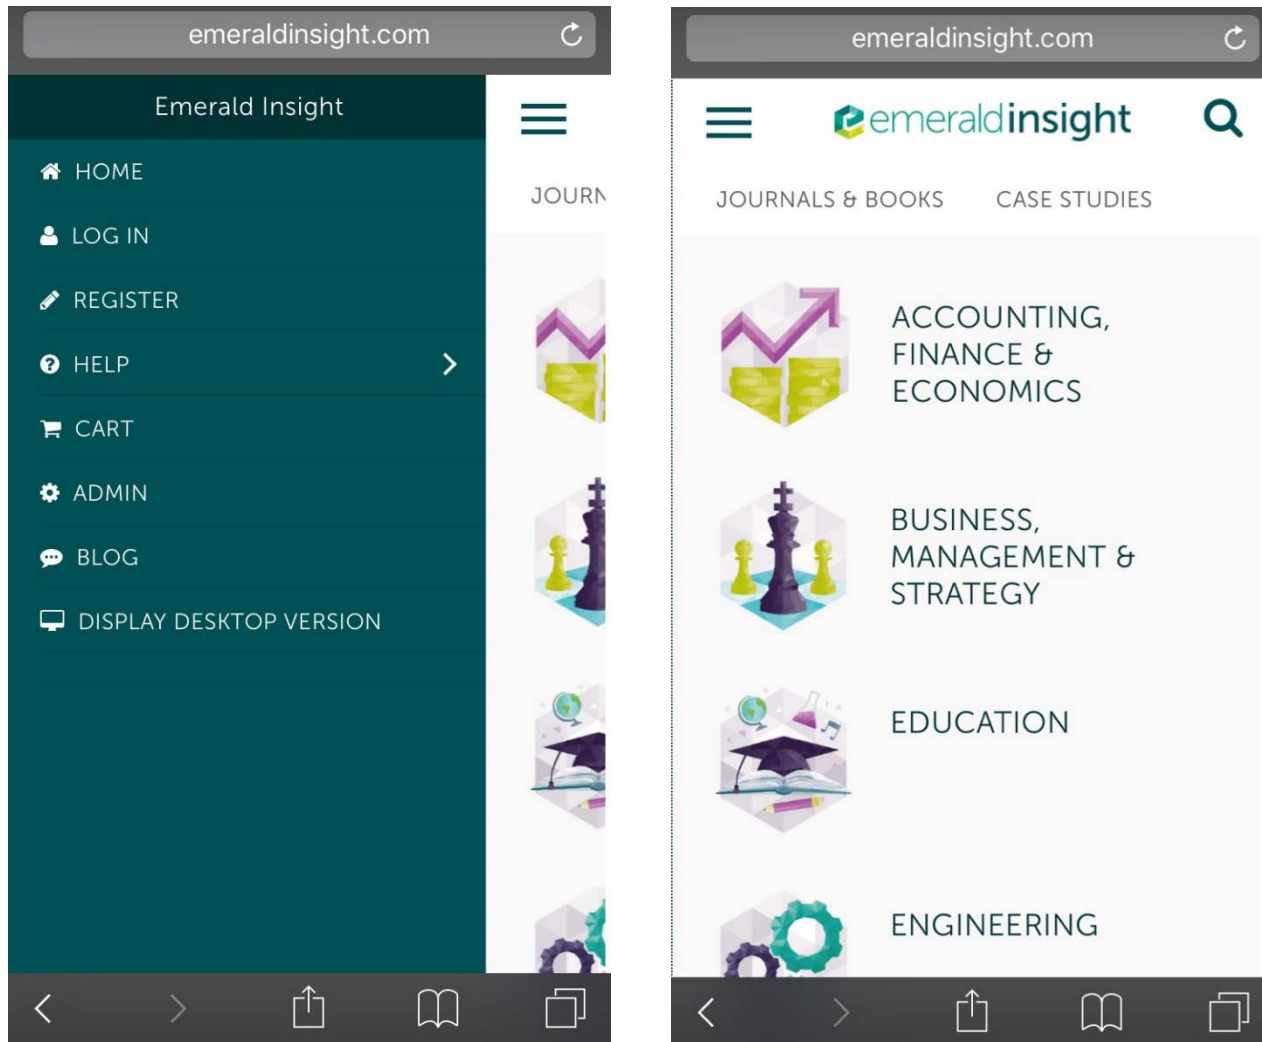 emeraldinsight.com
Emerald Insight
HOME
LOG IN
REGISTER
HELP
CART
ADMIN
BLOG
DISPLAY DESKTOP VERSION
JOURN
emeraldinsight.com
emeraldinsight
JOURNALS & BOOKS CASE STUDIES
ACCOUNTING,
FINANCE &
ECONOMICS
BUSINESS,
MANAGEMENT &
STRATEGY
EDUCATION
ENGINEERING